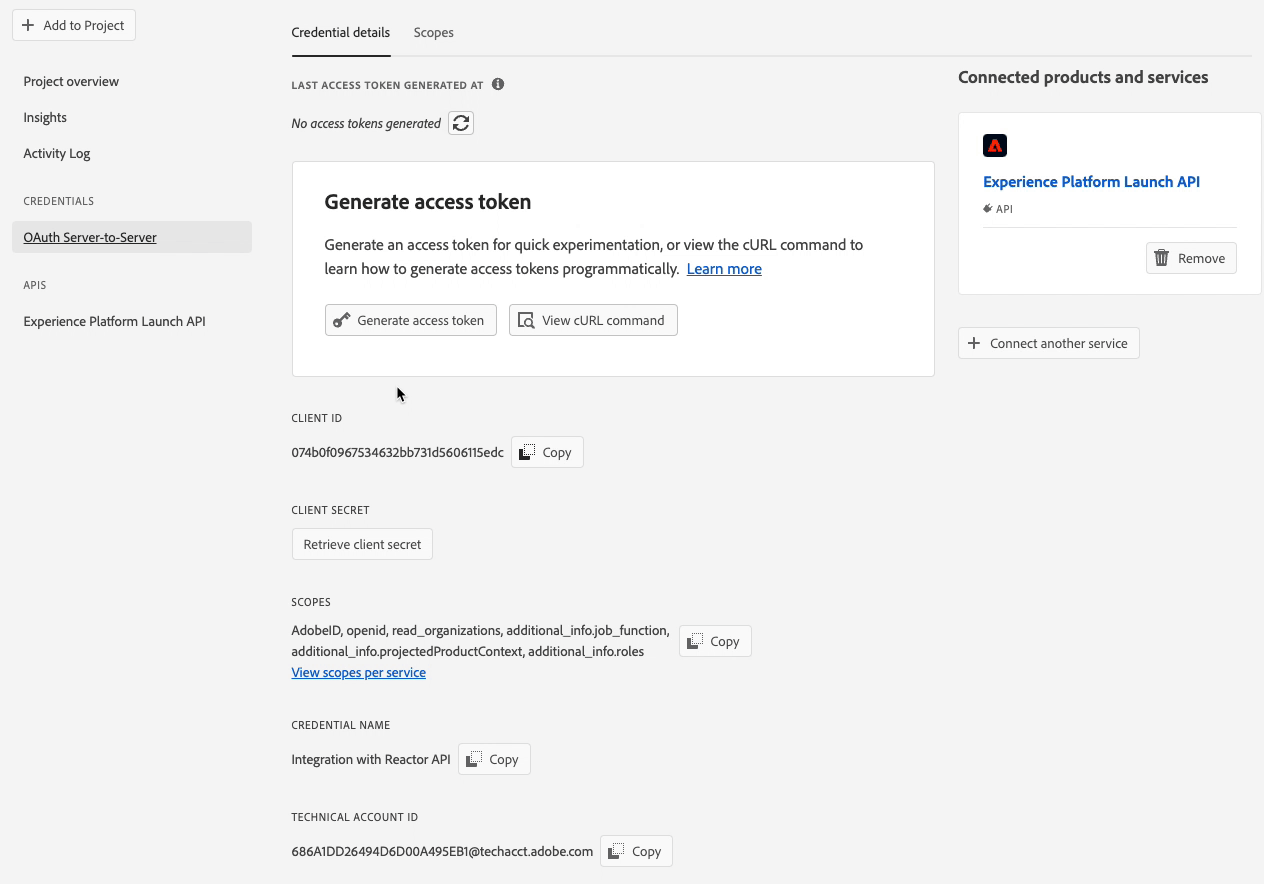 Add to Project
Project overview
Insights
Activity Log
CREDENTIALS
OAuth Server-to-Server
APIS
Experience Platform Launch API
Credential details
Scopes
LAST ACCESS TOKEN GENERATED AT
No access tokens generated
Generate access token
Generate an access token for quick experimentation, or view the cURL command to
learn how to generate access tokens programmatically. Learn more
Generate access token
View cURL command
CLIENT ID
074b0f0967534632bb731d5606115edc
Copy
CLIENT SECRET
Retrieve client secret
SCOPES
AdobeID, openid, read_organizations, additional_info.job_function,
additional_info.projectedProductContext, additional_info.roles
Copy
View scopes per service
CREDENTIAL NAME
Integration with Reactor API
Copy
TECHNICAL ACCOUNT ID
686A1DD26494D6D00A495EB1@techacct.adobe.com
Copy
Connected products and services
Experience Platform Launch API
API
Remove
Connect another service